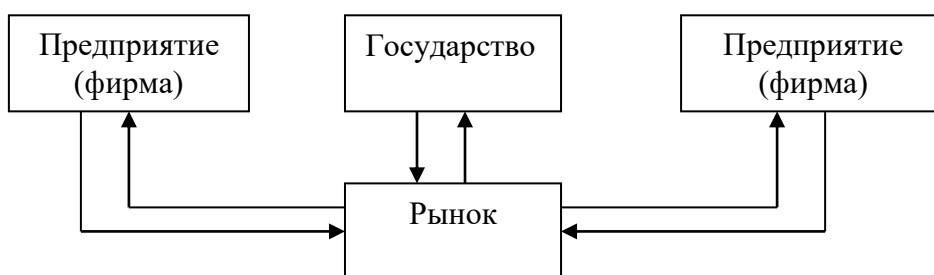 Предприятие
(фирма)
Государство
Предприятие
(фирма)
Рынок